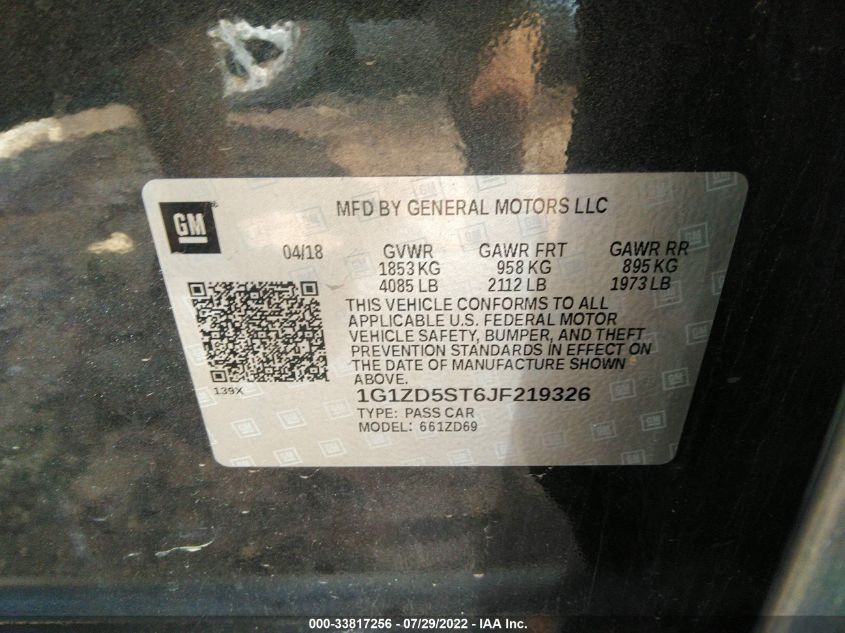 GM
MFD BY GENERAL MOTORS LLC
04/18 GVWR GAWR FRT GAWR RR
1853 KG 958 KG 895 KG
4085 LB 2112 LB 1973 LB
THIS VEHICLE CONFORMS TO ALL
APPLICABLE U.S. FEDERAL MOTOR
VEHICLE SAFETY, BUMPER, AND THEFT
PREVENTION STANDARDS IN EFFECT ON
THE DATE OF MANUFACTURE SHOWN
ABOVE.
139X
1G1ZD5ST6JF219326
TYPE: PASS CAR
MODEL: 661ZD69
000-33817256 / 07/29/2022 - IAA Inc.